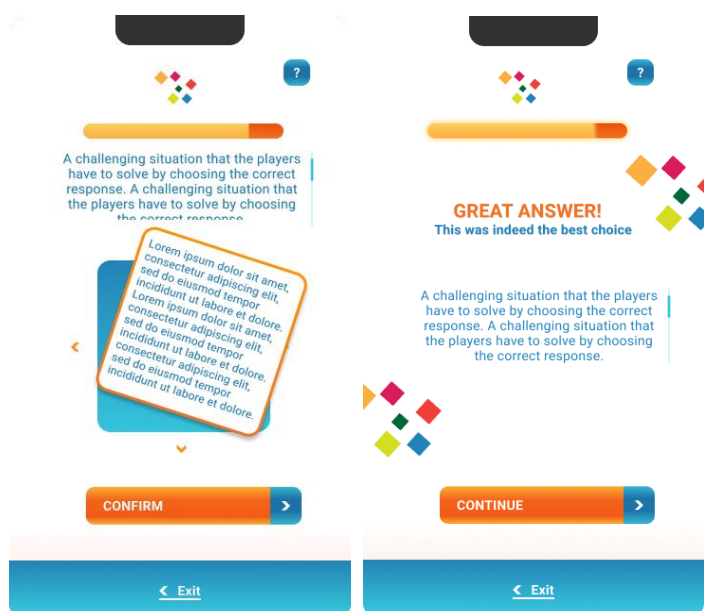 ?
A challenging situation that the players
have to solve by choosing the correct
response. A challenging situation that
the players have to solve by choosing
the correct response
Lorem ipsum dolor sit amet,
consectetur adipiscing elit,
sed do eiusmod tempor
incididunt ut labore et dolore.
Lorem ipsum dolor sit amet,
consectetur adipiscing elit,
sed do eiusmod tempor
incididunt ut labore et dolore.
consectetur adipiscing elit,
sed do eiusmod tempor
incididunt ut labore et dolore.
CONFIRM
Exit
?
GREAT ANSWER!
This was indeed the best choice
A challenging situation that the players
have to solve by choosing the correct
response. A challenging situation that
the players have to solve by choosing
the correct response.
CONTINUE
Exit